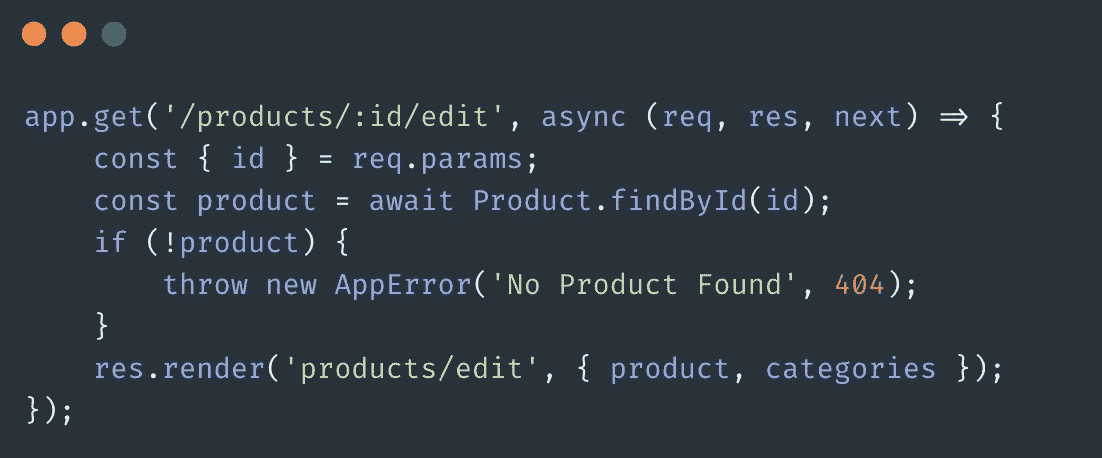 app.get('/products/:id/edit', async (req, res, next) => {
    const { id } = req.params;
    const product = await Product.findById(id);
    if (!product) {
        throw new AppError('No Product Found', 404);
    }
    res.render('products/edit', { product, categories });
});